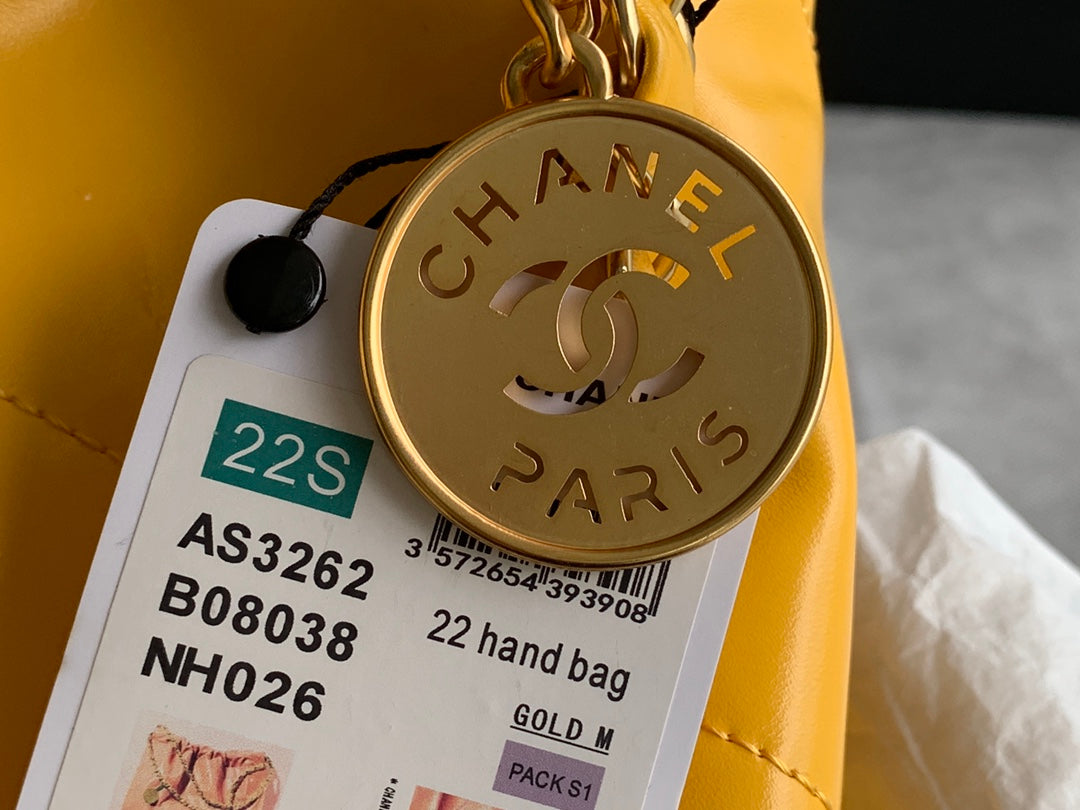 CHANEL
PARIS
22S
AS3262
B08038
NH026
3 572654 393908
22 hand bag
GOLD M
PACK S1